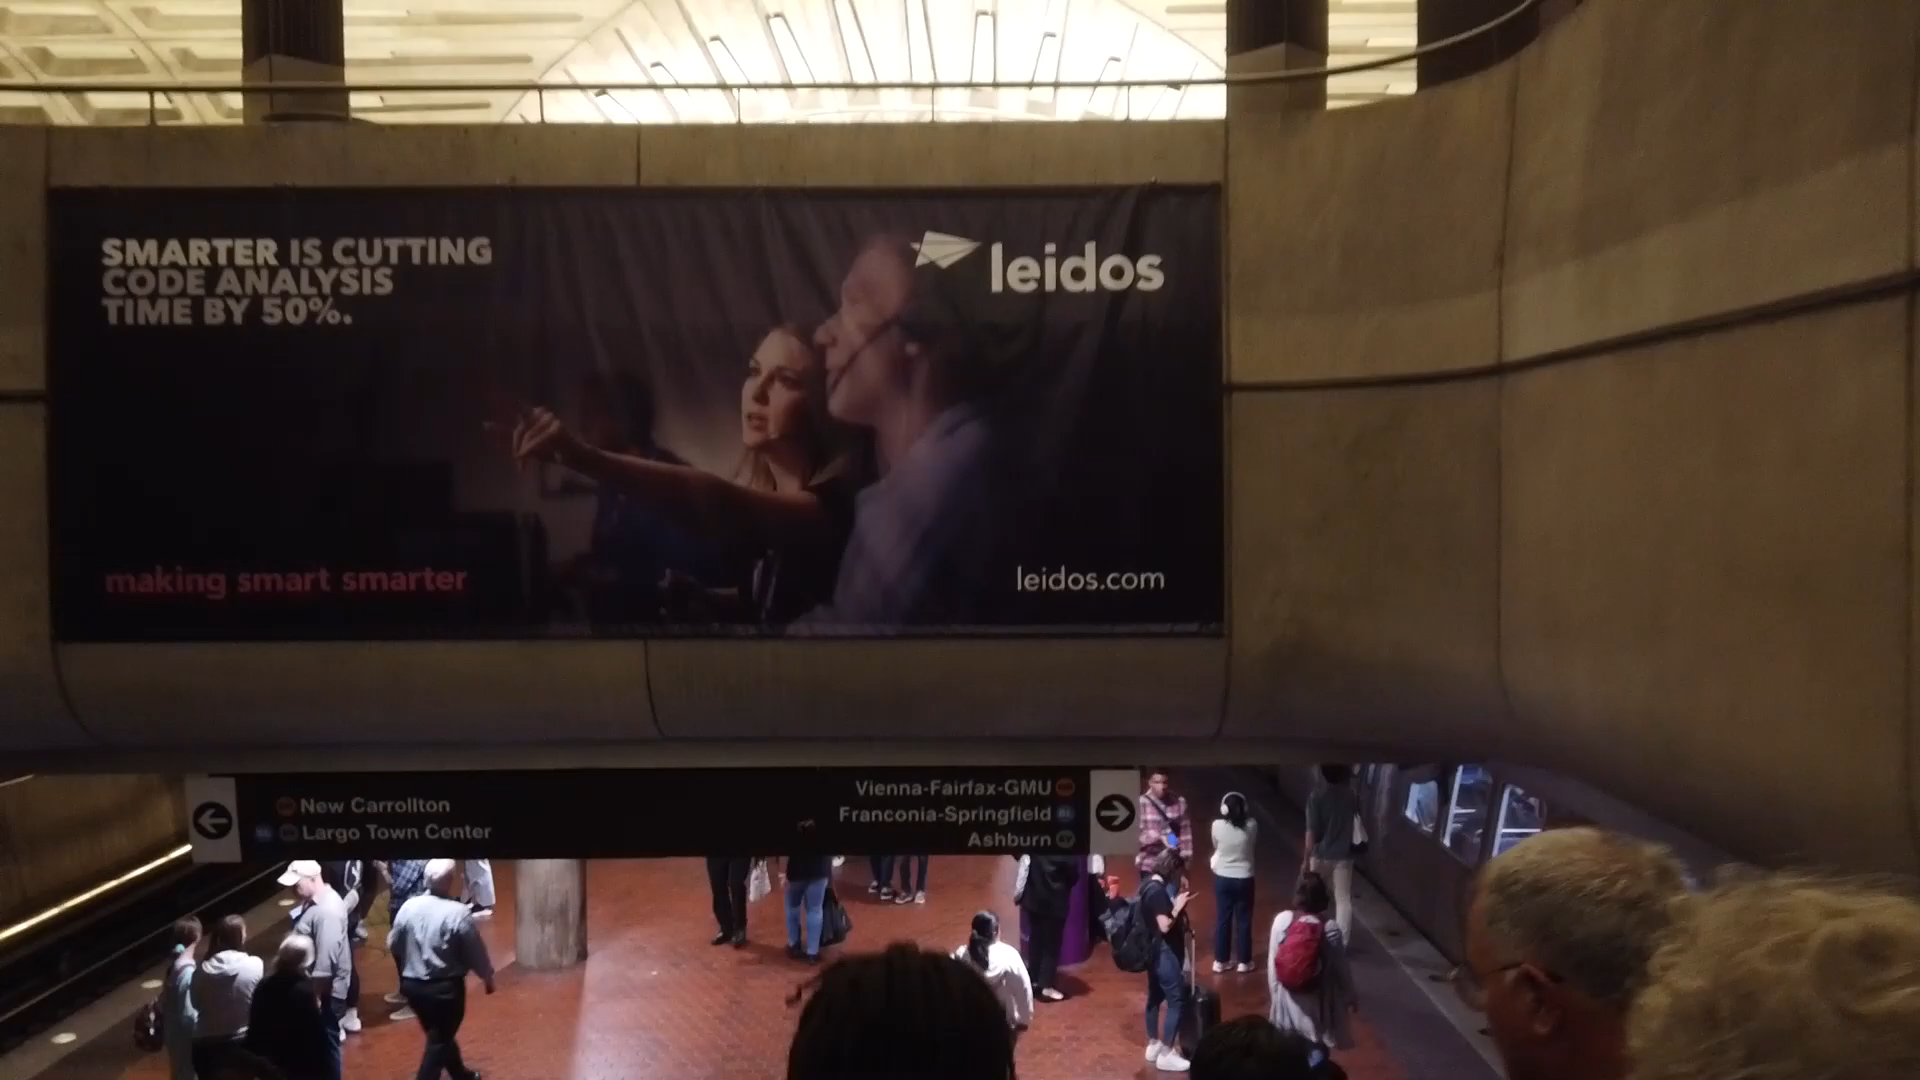 SMARTER IS CUTTING
CODE ANALYSIS
TIME BY 50%.
leidos
making smart smarter
leidos.com
New Carrollton
Largo Town Center
Vienna-Fairfax-GMU
Franconia-Springfield
Ashburn